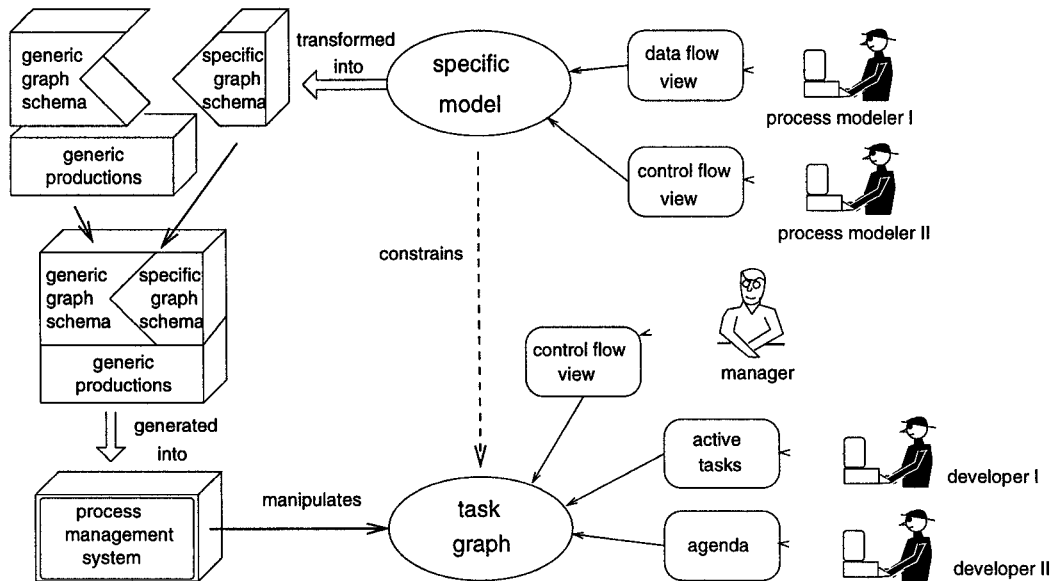 generic
graph
schema
specific
graph
schema
generic
productions
transformed
into
specific
model
data flow
view
process modeler I
control flow
view
process modeler II
constrains
generic
graph
schema
specific
graph
schema
generic
productions
generated
into
process
management
system
manipulates
task
graph
control flow
view
manager
active
tasks
developer I
agenda
developer II